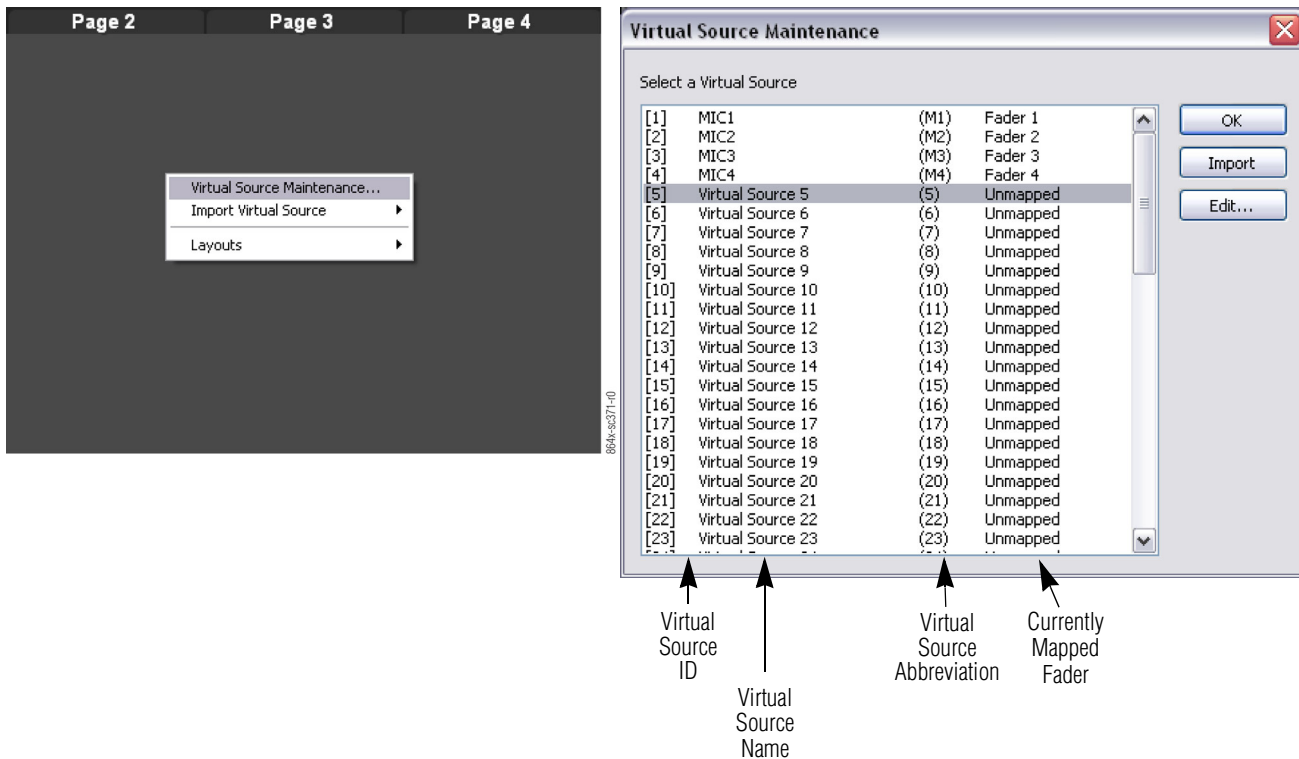 Page 2 Page 3 Page 4
Virtual Source Maintenance...
Import Virtual Source
Layouts
864x-sc371-r0
Virtual Source Maintenance
Select a Virtual Source
[1] MIC1 (M1) Fader 1
[2] MIC2 (M2) Fader 2
[3] MIC3 (M3) Fader 3
[4] MIC4 (M4) Fader 4
[5] Virtual Source 5 (5) Unmapped
[6] Virtual Source 6 (6) Unmapped
[7] Virtual Source 7 (7) Unmapped
[8] Virtual Source 8 (8) Unmapped
[9] Virtual Source 9 (9) Unmapped
[10] Virtual Source 10 (10) Unmapped
[11] Virtual Source 11 (11) Unmapped
[12] Virtual Source 12 (12) Unmapped
[13] Virtual Source 13 (13) Unmapped
[14] Virtual Source 14 (14) Unmapped
[15] Virtual Source 15 (15) Unmapped
[16] Virtual Source 16 (16) Unmapped
[17] Virtual Source 17 (17) Unmapped
[18] Virtual Source 18 (18) Unmapped
[19] Virtual Source 19 (19) Unmapped
[20] Virtual Source 20 (20) Unmapped
[21] Virtual Source 21 (21) Unmapped
[22] Virtual Source 22 (22) Unmapped
[23] Virtual Source 23 (23) Unmapped
OK
Import
Edit...
Virtual
Source
ID
Virtual
Source
Name
Virtual
Source
Abbreviation
Currently
Mapped
Fader